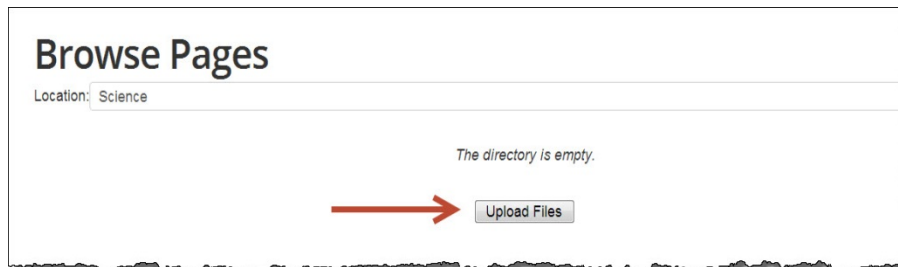 Browse Pages
Location: Science
The directory is empty.
Upload Files